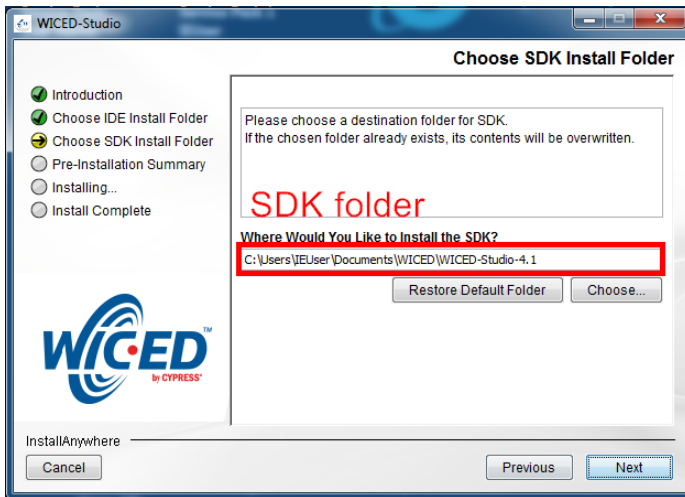 WICED-Studio
Choose SDK Install Folder
Introduction
Choose IDE Install Folder
Choose SDK Install Folder
Pre-Installation Summary
Installing...
Install Complete
Please choose a destination folder for SDK.
If the chosen folder already exists, its contents will be overwritten.
SDK folder
Where Would You Like to Install the SDK?
C:\Users\IEUser\Documents\WICED\WICED-Studio-4.1
Restore Default Folder
Choose...
WICED™
by CYPRESS®
InstallAnywhere
Cancel
Previous
Next